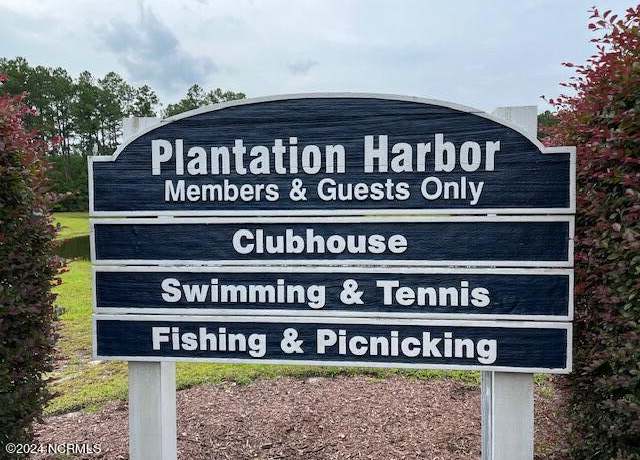 Plantation Harbor
Members & Guests Only
Clubhouse
Swimming & Tennis
Fishing & Picnicking
©2024 NCRMLS